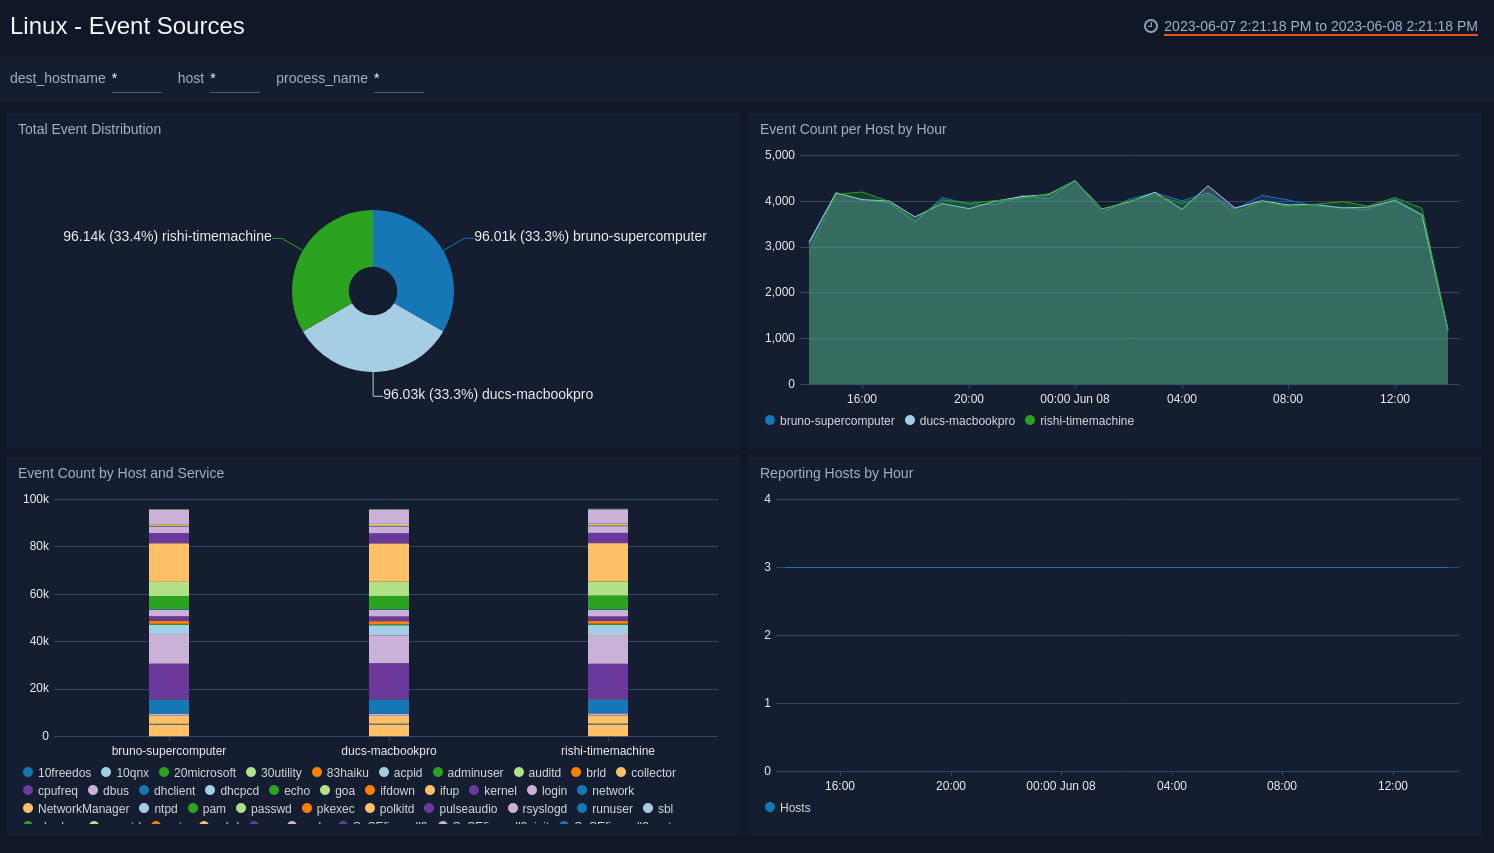 Linux - Event Sources
2023-06-07 2:21:18 PM to 2023-06-08 2:21:18 PM
dest_hostname * host * process_name *
Total Event Distribution
96.14k (33.4%) rishi-timemachine
96.01k (33.3%) bruno-supercomputer
96.03k (33.3%) ducs-macbookpro
Event Count per Host by Hour
5,000
4,000
3,000
2,000
1,000
0
16:00 20:00 00:00 Jun 08 04:00 08:00 12:00
bruno-supercomputer ducs-macbookpro rishi-timemachine
Event Count by Host and Service
100k
80k
60k
40k
20k
0
bruno-supercomputer ducs-macbookpro rishi-timemachine
10freedos 10qnx 20microsoft 30utility 83haiku acpid adminuser auditd brld collector
cpufreq dbus dhclient dhcpcd echo goa ifdown ifup kernel login network
NetworkManager ntpd pam passwd pkexec polkitd pulseaudio rsyslogd runuser sbl
Reporting Hosts by Hour
4
3
2
1
0
16:00 20:00 00:00 Jun 08 04:00 08:00 12:00
Hosts